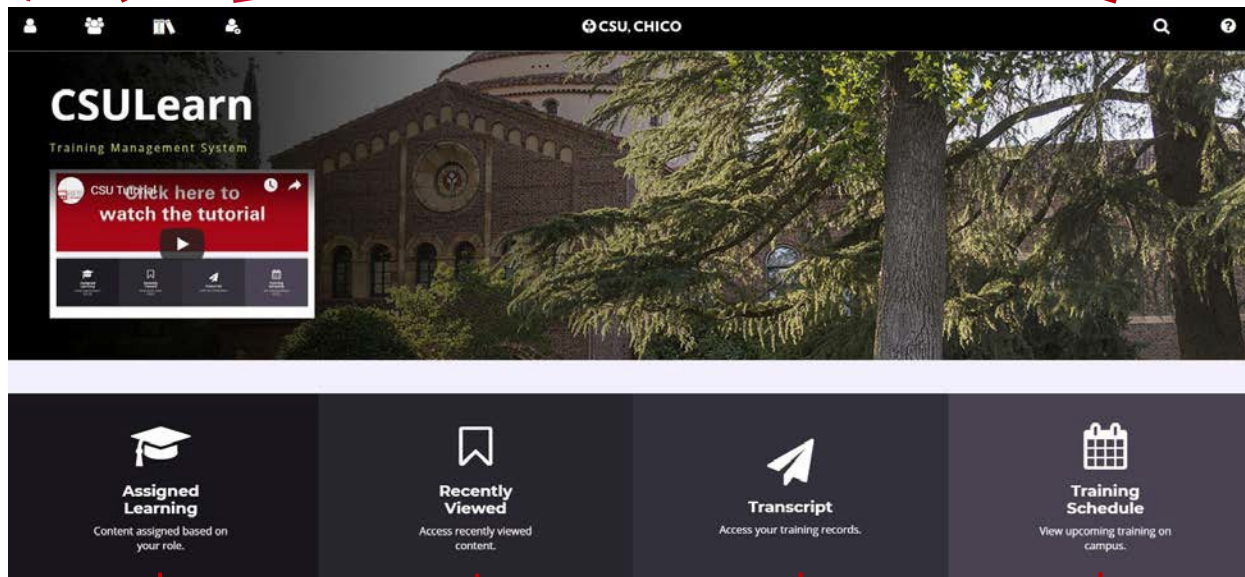 CSU, CHICO
CSULearn
Training Management System
CSU Tutorial
Click here to
watch the tutorial
Assigned
Learning
Content assigned based on
your role.
Recently
Viewed
Access recently viewed
content.
Transcript
Access your training records.
Training
Schedule
View upcoming training on
campus.